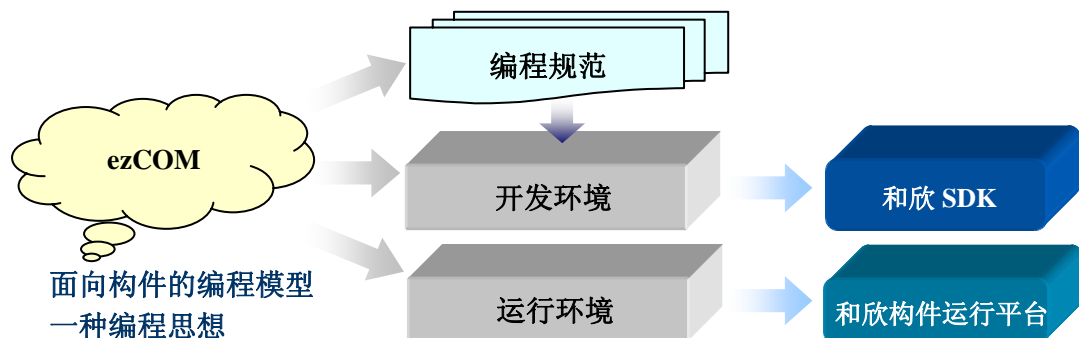 编程规范
ezCOM
开发环境
和欣 SDK
面向构件的编程模型
一种编程思想
运行环境
和欣构件运行平台